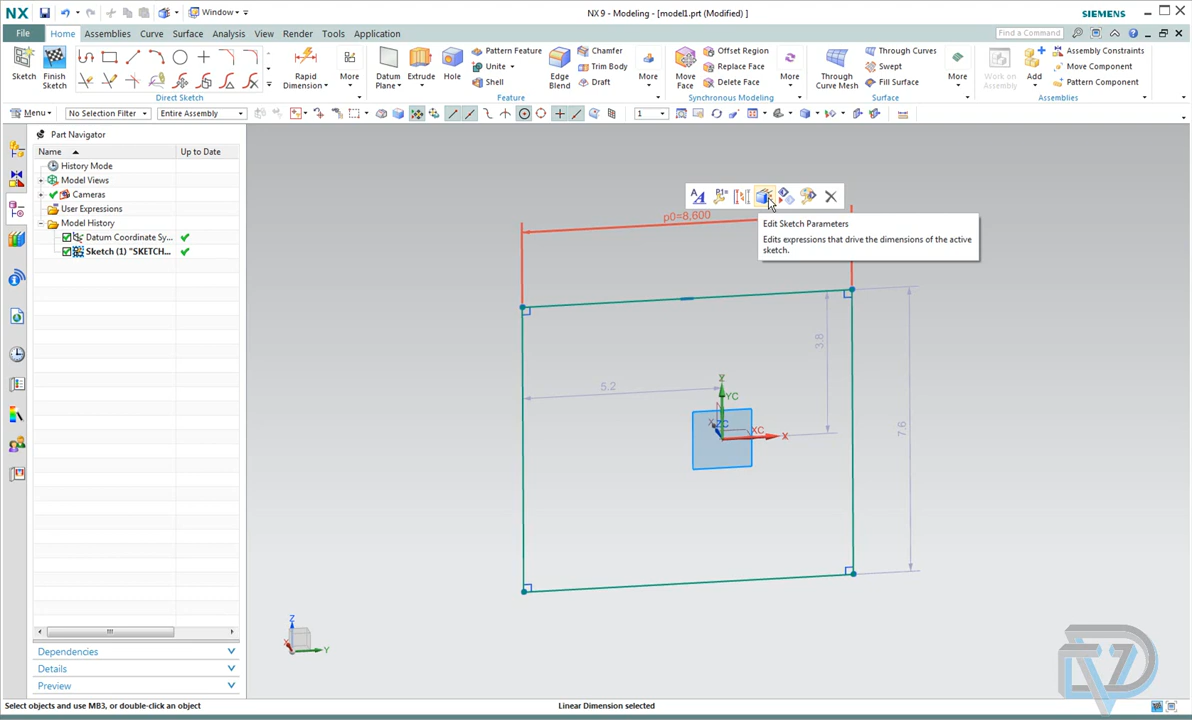 NX
Window
NX 9 - Modeling - [model1.prt (Modified) ]
SIEMENS
File
Home
Assemblies
Curve
Surface
Analysis
View
Render
Tools
Application
Find a Command
Sketch
Finish Sketch
Direct Sketch
Rapid Dimension
More
Datum Plane
Extrude
Hole
Pattern Feature
Unite
Shell
Feature
Edge Blend
Chamfer
Trim Body
Draft
More
Move Face
Offset Region
Replace Face
Delete Face
Synchronous Modeling
More
Through Curve Mesh
Through Curves
Swept
Fill Surface
Surface
More
Work on Assembly
Add
Assembly Constraints
Move Component
Pattern Component
Assemblies
Menu
No Selection Filter
Entire Assembly
1
Part Navigator
Name
Up to Date
History Mode
Model Views
Cameras
User Expressions
Model History
Datum Coordinate Sy...
Sketch (1) "SKETCH...
Dependencies
Details
Preview
P1=
p0=8,600
Edit Sketch Parameters
Edits expressions that drive the dimensions of the active
sketch.
3.8
5.2
7.6
Z
YC
XC
X
ZC
Z
X
Y
DV7
Select objects and use MB3, or double-click an object
Linear Dimension selected